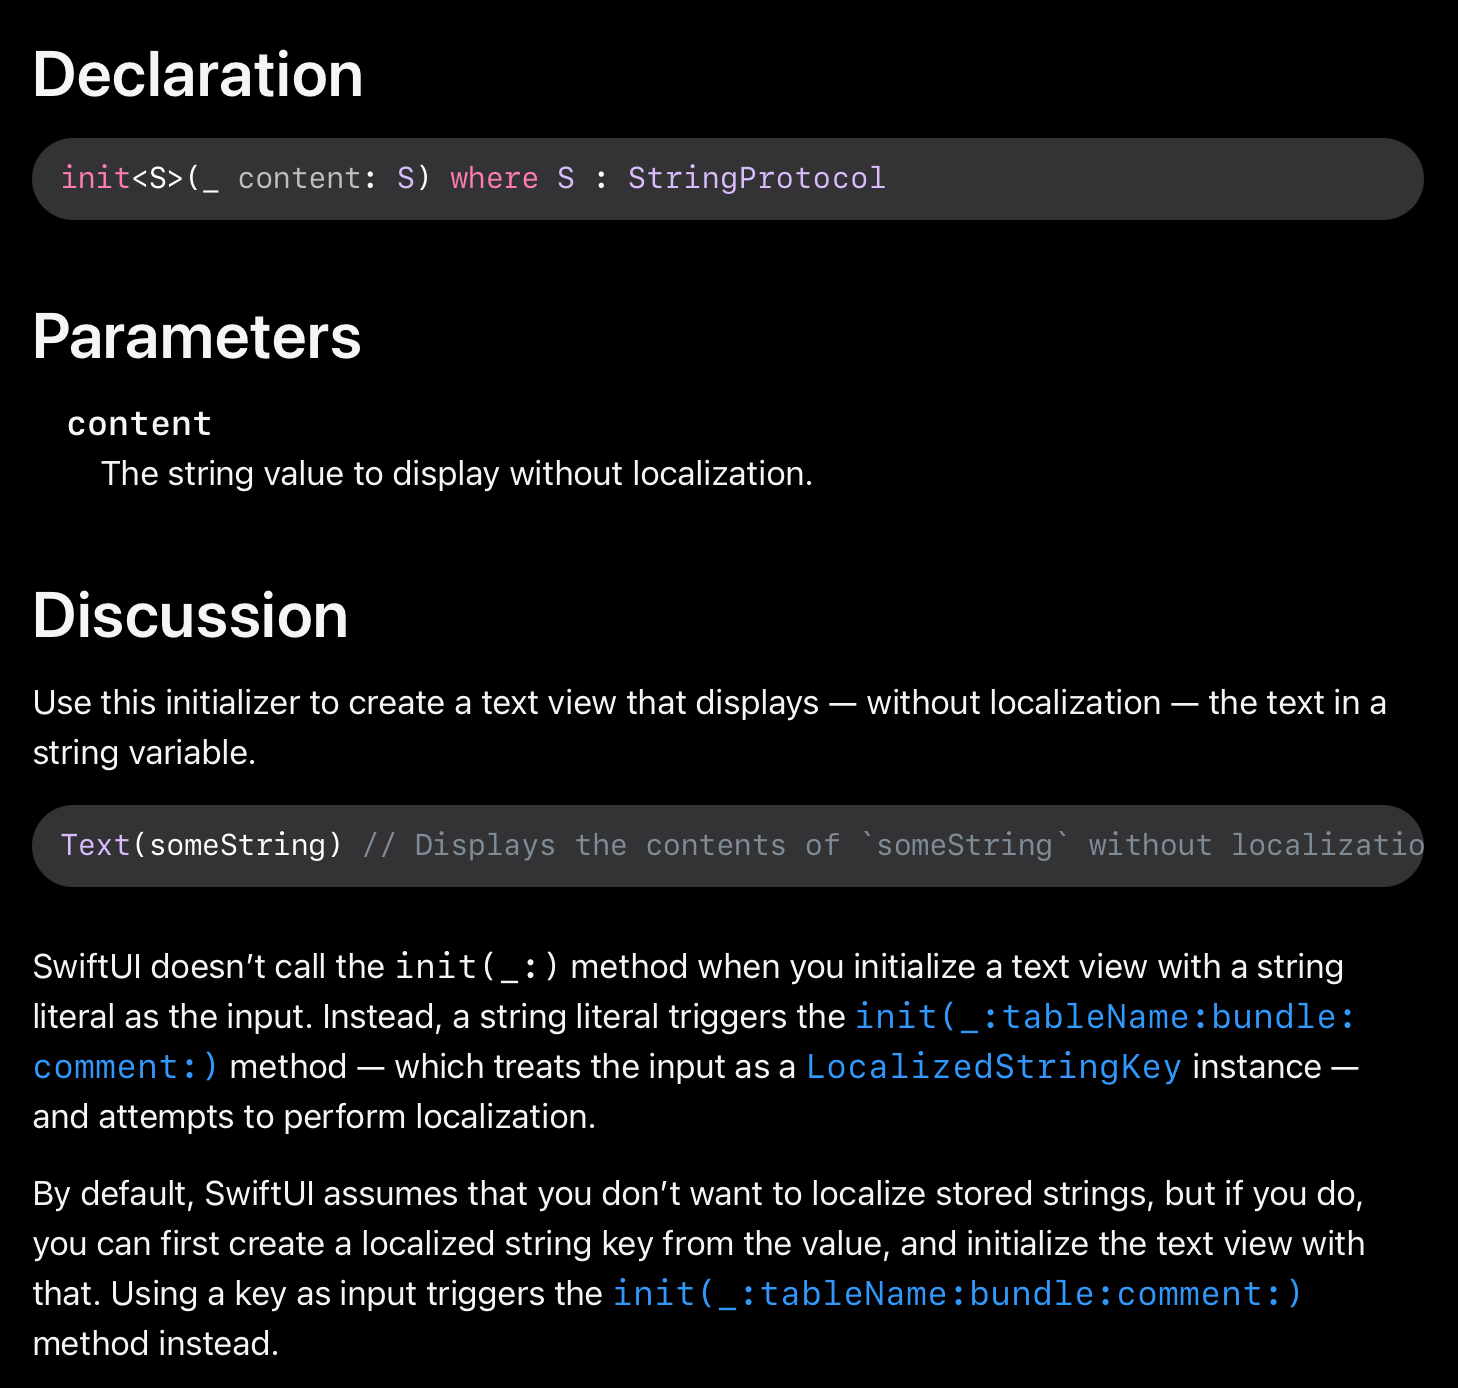 Declaration
init<S>(_ content: S) where S : StringProtocol
Parameters
content
The string value to display without localization.
Discussion
Use this initializer to create a text view that displays — without localization — the text in a
string variable.
Text(someString) // Displays the contents of `someString` without localizatio
SwiftUI doesn’t call the init(_:) method when you initialize a text view with a string
literal as the input. Instead, a string literal triggers the init(_:tableName:bundle:
comment:) method — which treats the input as a LocalizedStringKey instance —
and attempts to perform localization.
By default, SwiftUI assumes that you don’t want to localize stored strings, but if you do,
you can first create a localized string key from the value, and initialize the text view with
that. Using a key as input triggers the init(_:tableName:bundle:comment:)
method instead.